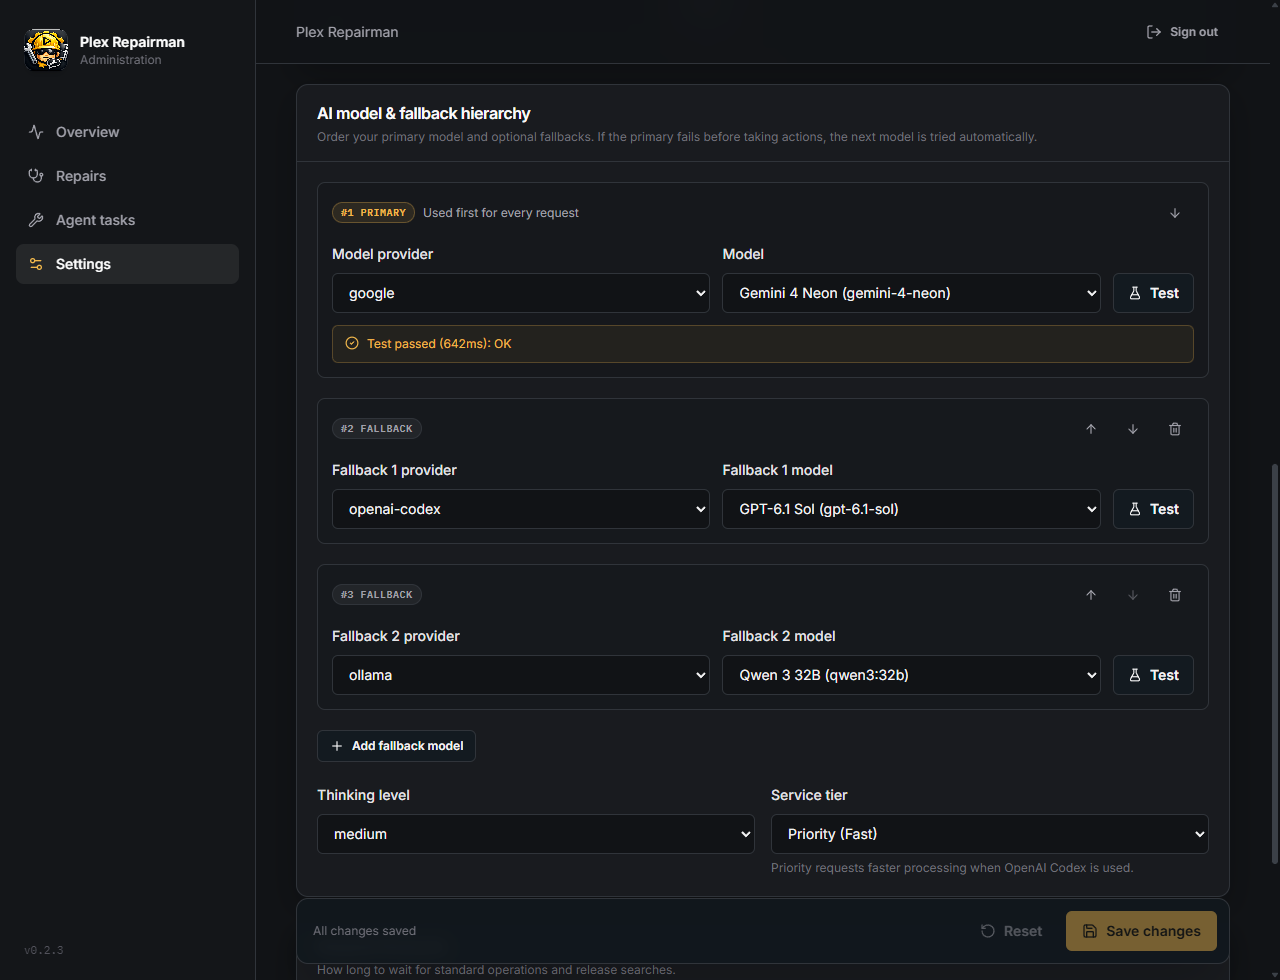 Plex Repairman
Administration
Overview
Repairs
Agent tasks
Settings
v0.2.3
Plex Repairman
Sign out
AI model & fallback hierarchy
Order your primary model and optional fallbacks. If the primary fails before taking actions, the next model is tried automatically.
#1 PRIMARY Used first for every request
Model provider
Model
google
Gemini 4 Neon (gemini-4-neon)
Test
Test passed (642ms): OK
#2 FALLBACK
Fallback 1 provider
Fallback 1 model
openai-codex
GPT-6.1 Sol (gpt-6.1-sol)
Test
#3 FALLBACK
Fallback 2 provider
Fallback 2 model
ollama
Qwen 3 32B (qwen3:32b)
Test
Add fallback model
Thinking level
Service tier
medium
Priority (Fast)
Priority requests faster processing when OpenAI Codex is used.
All changes saved
Reset
Save changes
How long to wait for standard operations and release searches.